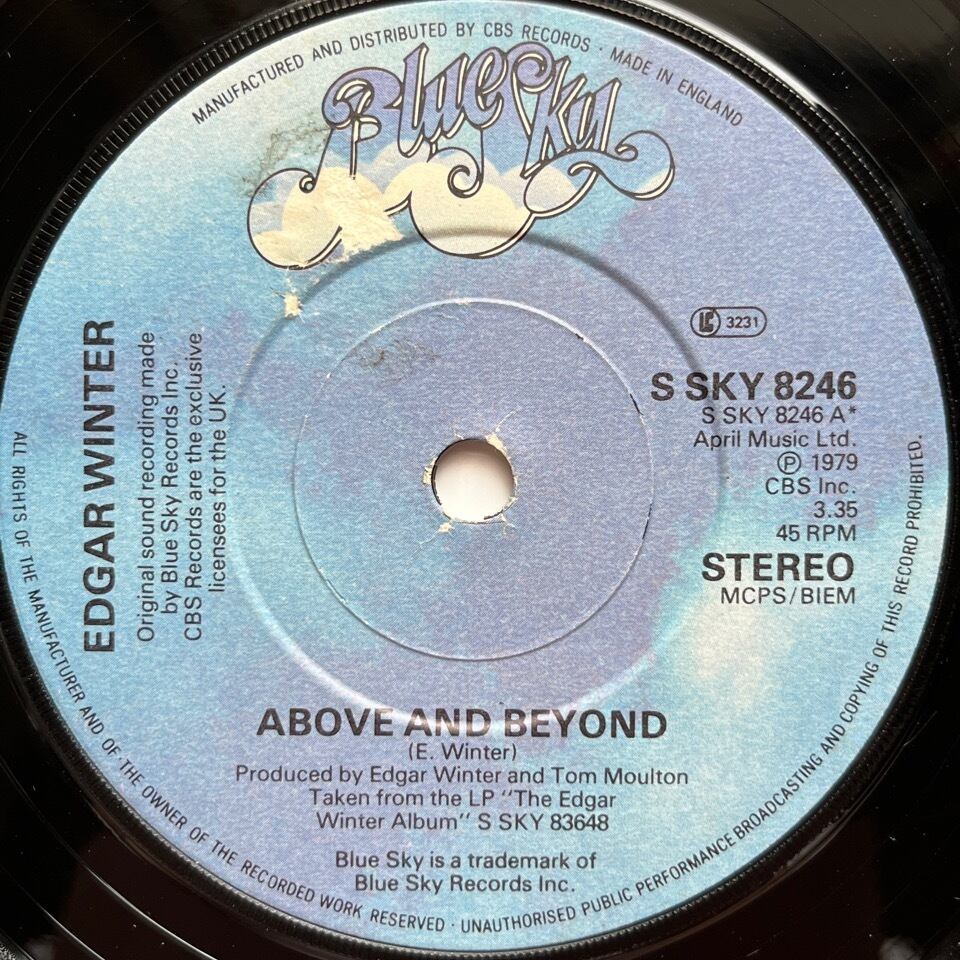 MANUFACTURED AND DISTRIBUTED BY CBS RECORDS · MADE IN ENGLAND
Blue Sky
LC 3231
EDGAR WINTER
Original sound recording made
by Blue Sky Records Inc.
CBS Records are the exclusive
licensees for the UK.
S SKY 8246
S SKY 8246 A*
April Music Ltd.
℗ 1979
CBS Inc.
3.35
45 RPM
STEREO
MCPS/BIEM
ABOVE AND BEYOND
(E. Winter)
Produced by Edgar Winter and Tom Moulton
Taken from the LP "The Edgar
Winter Album" S SKY 83648
Blue Sky is a trademark of
Blue Sky Records Inc.
ALL RIGHTS OF THE MANUFACTURER AND OF THE OWNER OF THE RECORDED WORK RESERVED · UNAUTHORISED PUBLIC PERFORMANCE BROADCASTING AND COPYING OF THIS RECORD PROHIBITED.